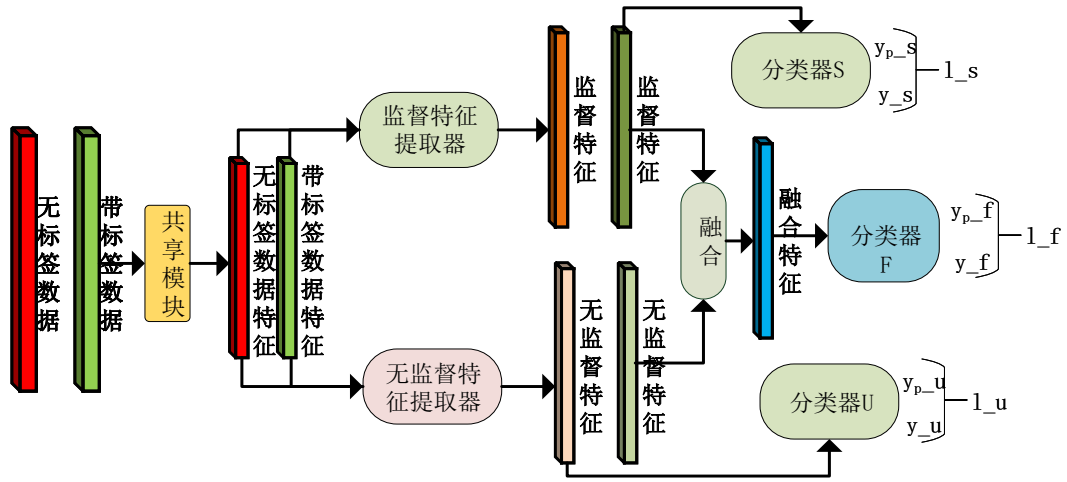 无标签数据
带标签数据
共享模块
无标签数据特征
带标签数据特征
监督特征
提取器
无监督特
征提取器
监督特征
监督特征
无监督特征
无监督特征
融合
融合特征
分类器S
yp_s
y_s
l_s
分类器
F
yp_f
y_f
l_f
分类器U
yp_u
y_u
l_u